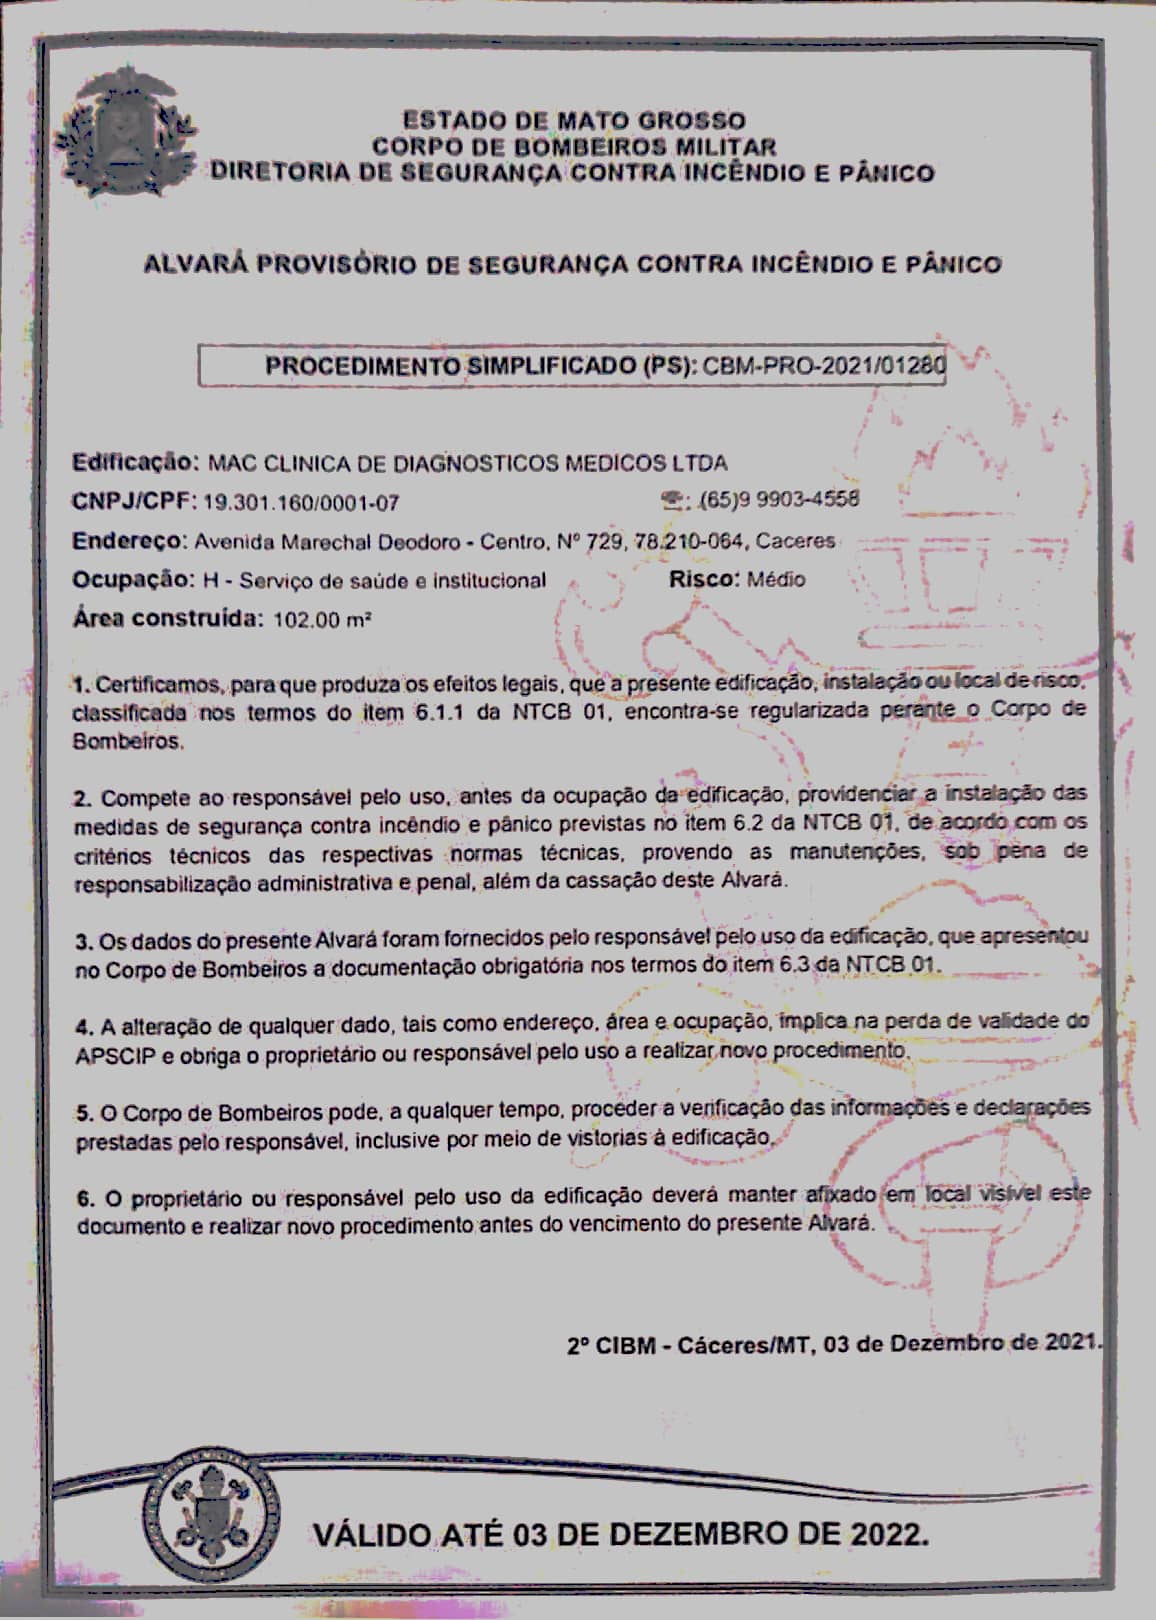 ESTADO DE MATO GROSSO
CORPO DE BOMBEIROS MILITAR
DIRETORIA DE SEGURANÇA CONTRA INCÊNDIO E PÂNICO
ALVARÁ PROVISÓRIO DE SEGURANÇA CONTRA INCÊNDIO E PÂNICO
PROCEDIMENTO SIMPLIFICADO (PS): CBM-PRO-2021/01280
Edificação: MAC CLINICA DE DIAGNOSTICOS MEDICOS LTDA
CNPJ/CPF: 19.301.160/0001-07 ☎: (65)9 9903-4558
Endereço: Avenida Marechal Deodoro - Centro, Nº 729, 78.210-064, Caceres
Ocupação: H - Serviço de saúde e institucional Risco: Médio
Área construída: 102.00 m²
1. Certificamos, para que produza os efeitos legais, que a presente edificação, instalação ou local de risco,
classificada nos termos do item 6.1.1 da NTCB 01, encontra-se regularizada perante o Corpo de
Bombeiros.
2. Compete ao responsável pelo uso, antes da ocupação da edificação, providenciar a instalação das
medidas de segurança contra incêndio e pânico previstas no item 6.2 da NTCB 01, de acordo com os
critérios técnicos das respectivas normas técnicas, provendo as manutenções, sob pena de
responsabilização administrativa e penal, além da cassação deste Alvará.
3. Os dados do presente Alvará foram fornecidos pelo responsável pelo uso da edificação, que apresentou
no Corpo de Bombeiros a documentação obrigatória nos termos do item 6.3 da NTCB 01.
4. A alteração de qualquer dado, tais como endereço, área e ocupação, implica na perda de validade do
APSCIP e obriga o proprietário ou responsável pelo uso a realizar novo procedimento.
5. O Corpo de Bombeiros pode, a qualquer tempo, proceder a verificação das informações e declarações
prestadas pelo responsável, inclusive por meio de vistorias à edificação.
6. O proprietário ou responsável pelo uso da edificação deverá manter afixado em local visível este
documento e realizar novo procedimento antes do vencimento do presente Alvará.
2º CIBM - Cáceres/MT, 03 de Dezembro de 2021.
VÁLIDO ATÉ 03 DE DEZEMBRO DE 2022.